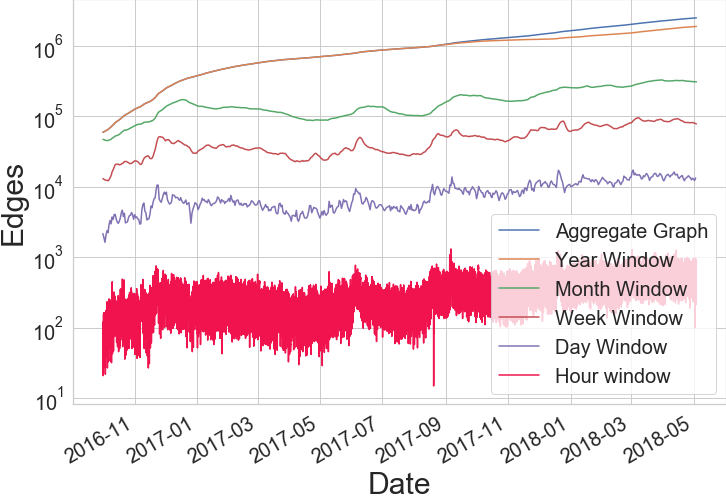 Edges
10^6
10^5
10^4
10^3
10^2
10^1
Aggregate Graph
Year Window
Month Window
Week Window
Day Window
Hour window
2016-11
2017-01
2017-03
2017-05
2017-07
2017-09
2017-11
2018-01
2018-03
2018-05
Date